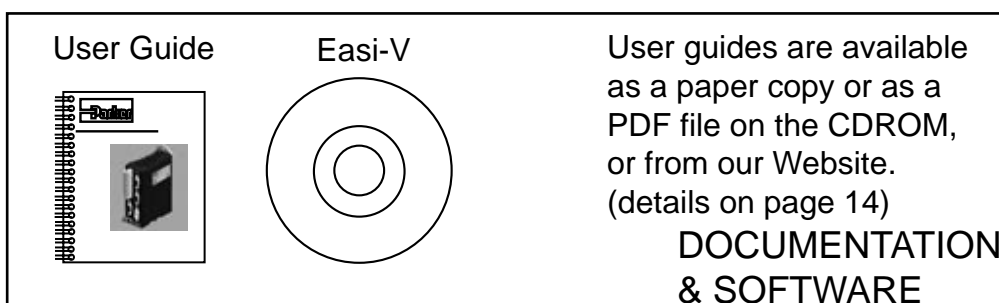 User Guide
Easi-V
Parker
User guides are available
as a paper copy or as a
PDF file on the CDROM,
or from our Website.
(details on page 14)
DOCUMENTATION
& SOFTWARE